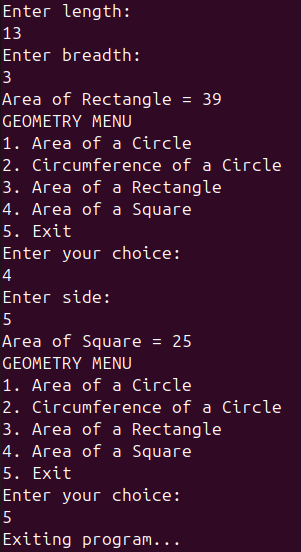 Enter length:
13
Enter breadth:
3
Area of Rectangle = 39
GEOMETRY MENU
1. Area of a Circle
2. Circumference of a Circle
3. Area of a Rectangle
4. Area of a Square
5. Exit
Enter your choice:
4
Enter side:
5
Area of Square = 25
GEOMETRY MENU
1. Area of a Circle
2. Circumference of a Circle
3. Area of a Rectangle
4. Area of a Square
5. Exit
Enter your choice:
5
Exiting program...